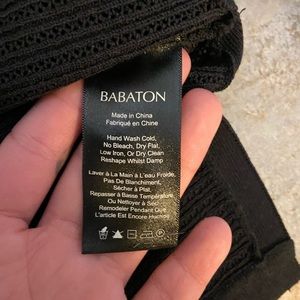 BABATON
Made in China
Fabriqué en Chine
Hand Wash Cold,
No Bleach, Dry Flat,
Low Iron, Or Dry Clean
Reshape Whilst Damp
Laver à La Main à L'eau Froide,
Pas De Blanchiment,
Sécher à Plat,
Repasser à Basse Température
Ou Nettoyer à Sec
Remodeler Pendant Que
L'article Est Encore Humide